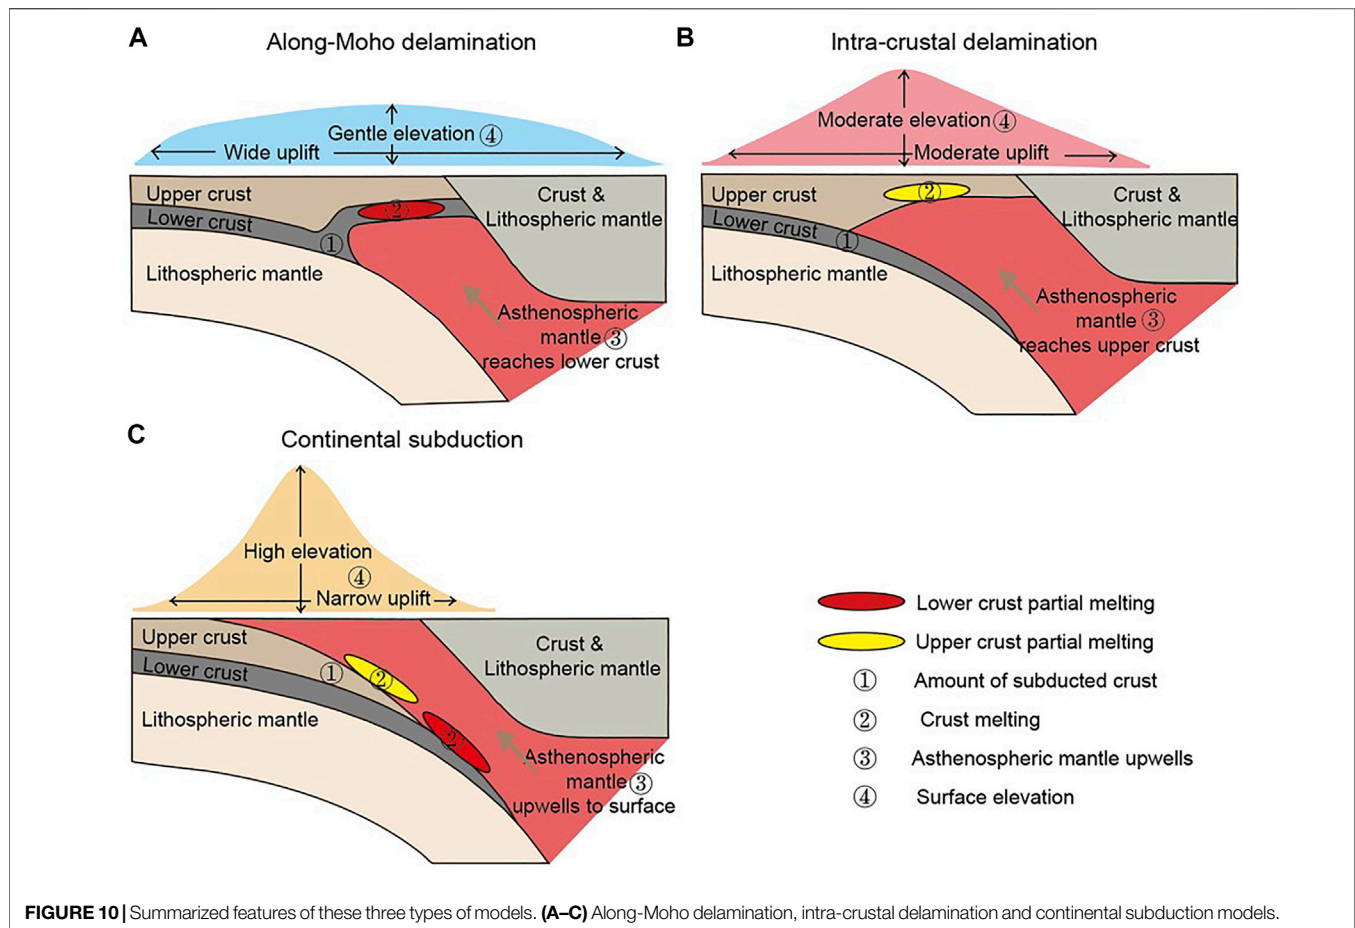 A
Along-Moho delamination
Gentle elevation ④
Wide uplift
Upper crust
Lower crust
②
①
Lithospheric mantle
Crust &
Lithospheric mantle
Asthenospheric
mantle ③
reaches lower crust
B
Intra-crustal delamination
Moderate elevation ④
Moderate uplift
Upper crust
②
Lower crust
①
Lithospheric mantle
Crust &
Lithospheric mantle
Asthenospheric
mantle ③
reaches upper crust
C
Continental subduction
High elevation
④
Narrow uplift
Upper crust
Lower crust
①
②
②
Lithospheric mantle
Crust &
Lithospheric mantle
Asthenospheric
mantle ③
upwells to surface
Lower crust partial melting
Upper crust partial melting
① Amount of subducted crust
② Crust melting
③ Asthenospheric mantle upwells
④ Surface elevation
FIGURE 10 | Summarized features of these three types of models. (A–C) Along-Moho delamination, intra-crustal delamination and continental subduction models.